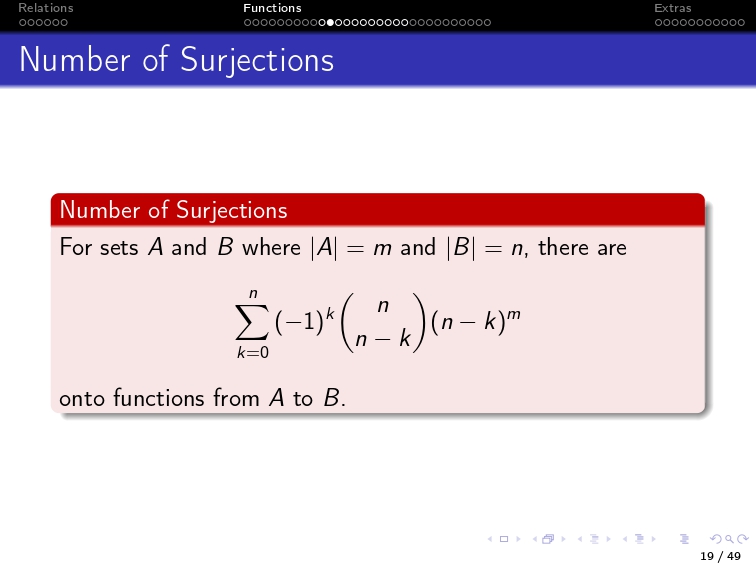 Relations Functions Extras
Number of Surjections
Number of Surjections
For sets A and B where |A| = m and |B| = n, there are
\sum_{k=0}^{n} (−1)^k \binom{n}{n − k} (n − k)^m
onto functions from A to B.
19 / 49